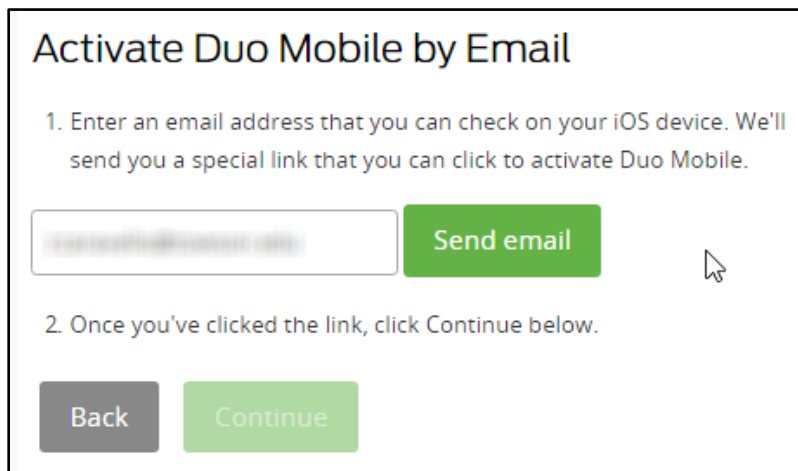 Activate Duo Mobile by Email
1. Enter an email address that you can check on your iOS device. We'll
send you a special link that you can click to activate Duo Mobile.
Send email
2. Once you've clicked the link, click Continue below.
Back
Continue